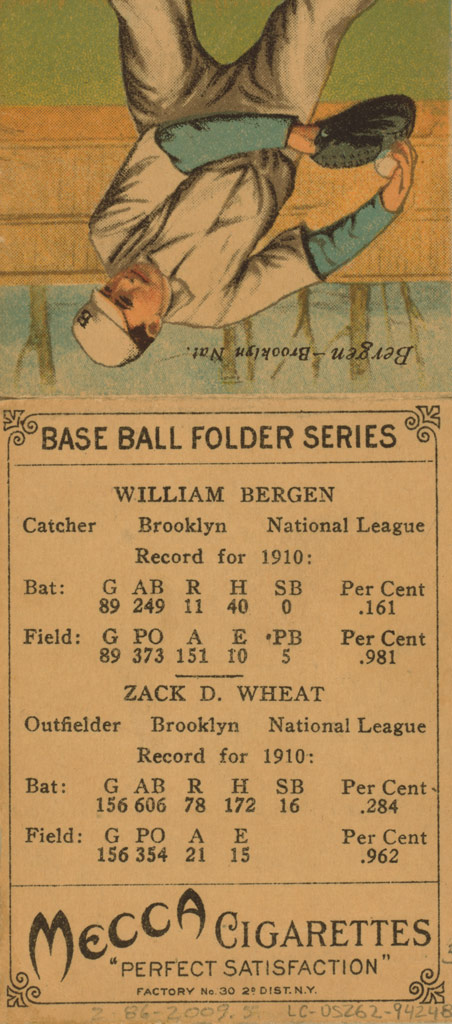 B
Bergen – Brooklyn Nat.
BASE BALL FOLDER SERIES
WILLIAM BERGEN
Catcher Brooklyn National League
Record for 1910:
Bat: G AB R H SB Per Cent
89 249 11 40 0 .161
Field: G PO A E PB Per Cent
89 373 151 10 5 .981
ZACK D. WHEAT
Outfielder Brooklyn National League
Record for 1910:
Bat: G AB R H SB Per Cent
156 606 78 172 16 .284
Field: G PO A E Per Cent
156 354 21 15 .962
MECCA CIGARETTES
"PERFECT SATISFACTION"
FACTORY No. 30 2D DIST. N.Y.
LC-USZ62-94248